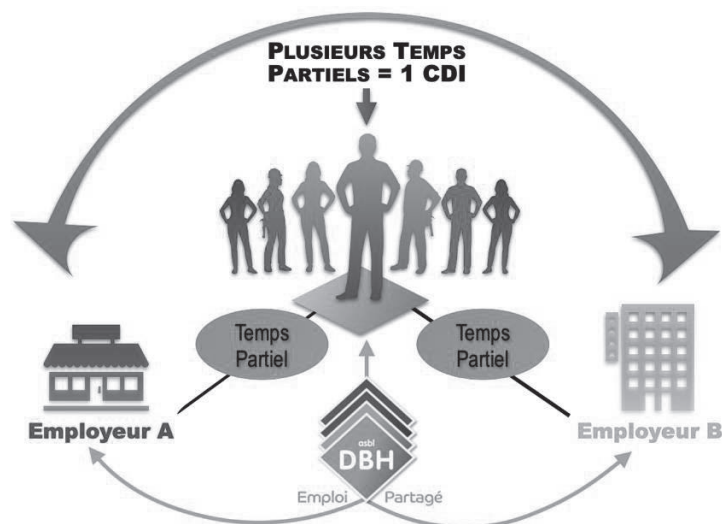 PLUSIEURS TEMPS
PARTIELS = 1 CDI
Temps
Partiel
Temps
Partiel
Employeur A
Employeur B
asbl
DBH
Emploi Partagé